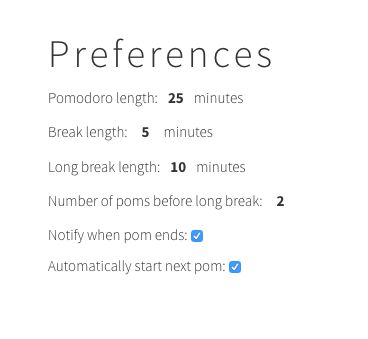 Preferences
Pomodoro length: 25 minutes
Break length: 5 minutes
Long break length: 10 minutes
Number of poms before long break: 2
Notify when pom ends:
Automatically start next pom: